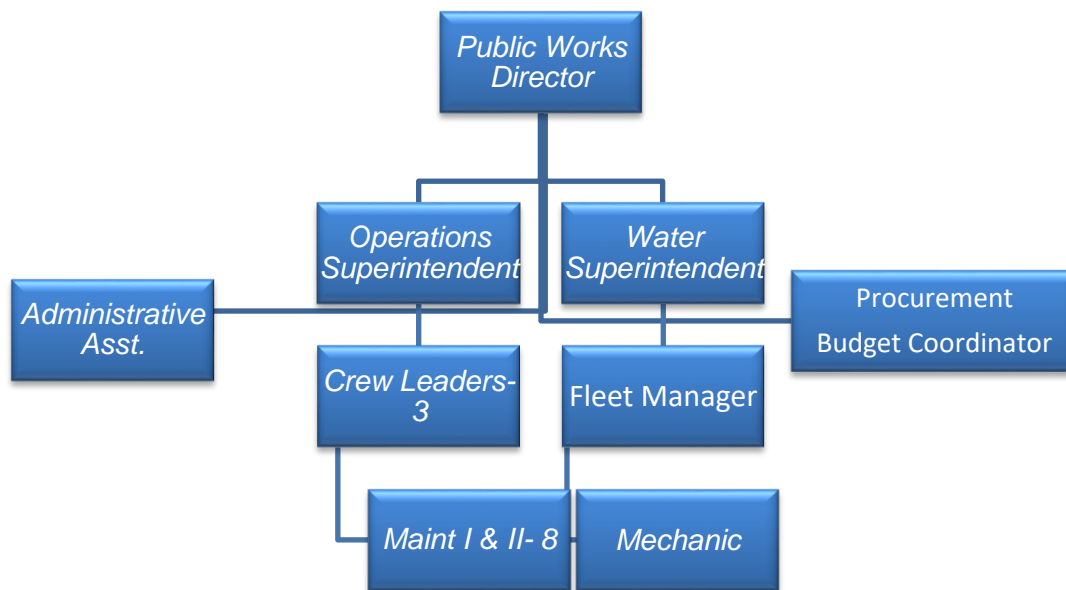 Public Works
Director
Operations
Superintendent
Water
Superintendent
Administrative
Asst.
Procurement
Budget Coordinator
Crew Leaders-
3
Fleet Manager
Maint I & II- 8
Mechanic